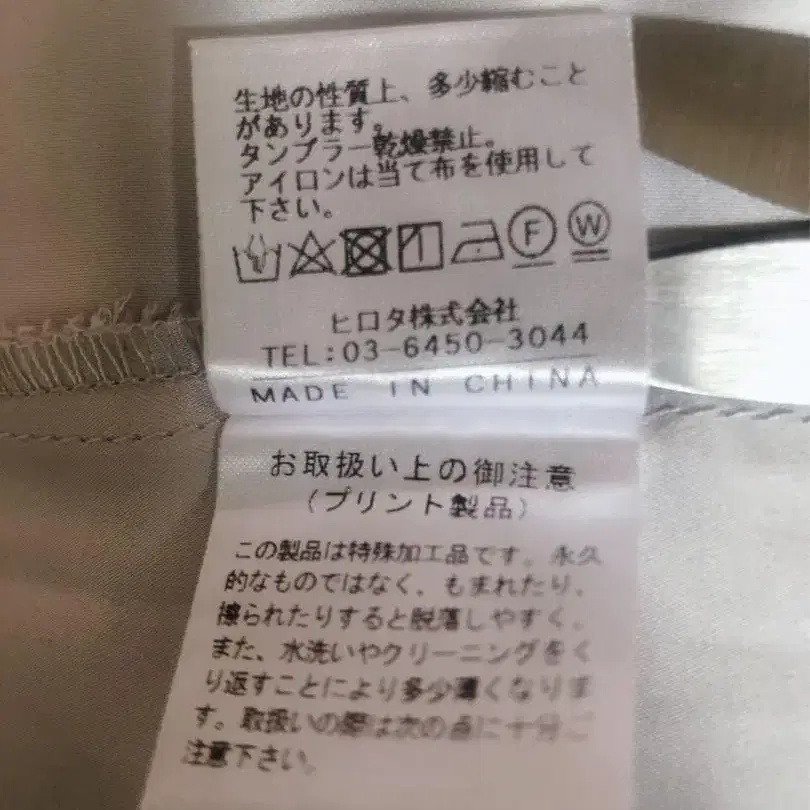 生地の性質上、多少縮むこと
があります。
タンブラー乾燥禁止。
アイロンは当て布を使用して
下さい。
F W
ヒロタ株式会社
TEL:03-6450-3044
MADE IN CHINA
お取扱い上の御注意
(プリント製品)
この製品は特殊加工品です。永久
的なものではなく、もまれたり、
擦られたりすると脱落しやすく、
また、水洗いやクリーニングをく
り返すことにより多少薄くなりま
す。取扱いの際は次の点に十分ご
注意下さい。